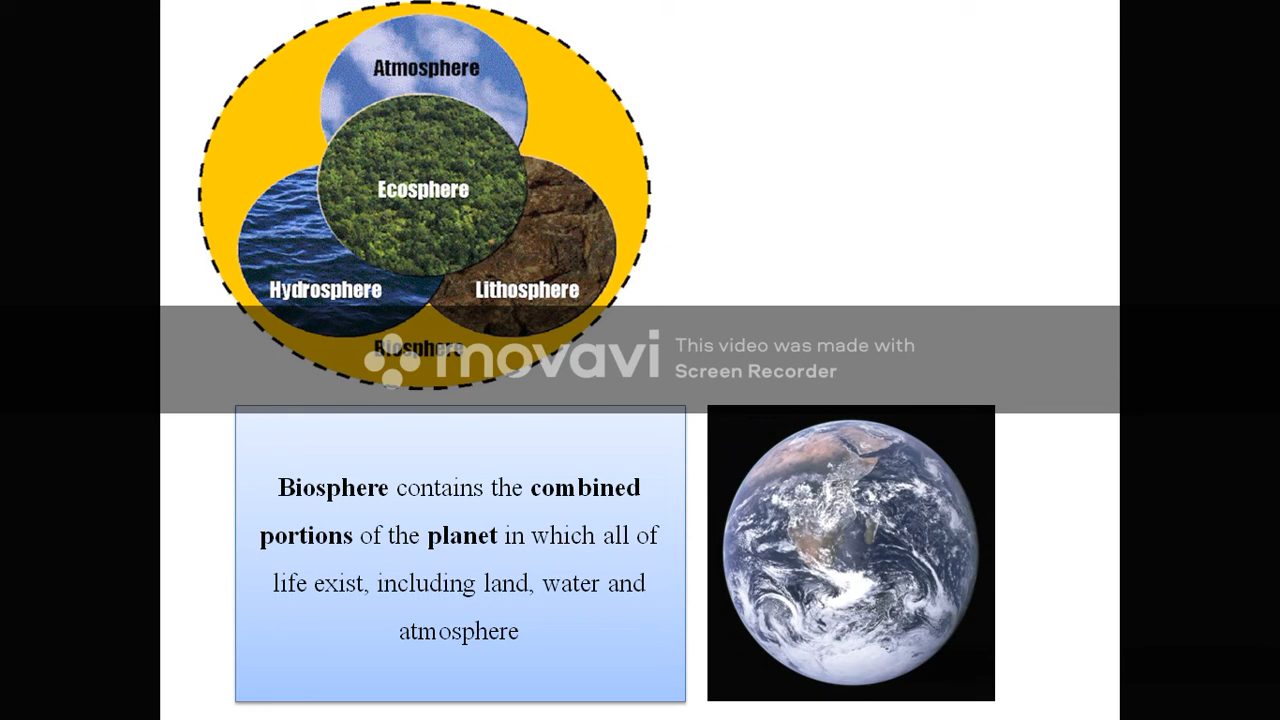 Atmosphere
Ecosphere
Hydrosphere
Lithosphere
Biosphere
movavi
This video was made with
Screen Recorder
Biosphere contains the combined
portions of the planet in which all of
life exist, including land, water and
atmosphere